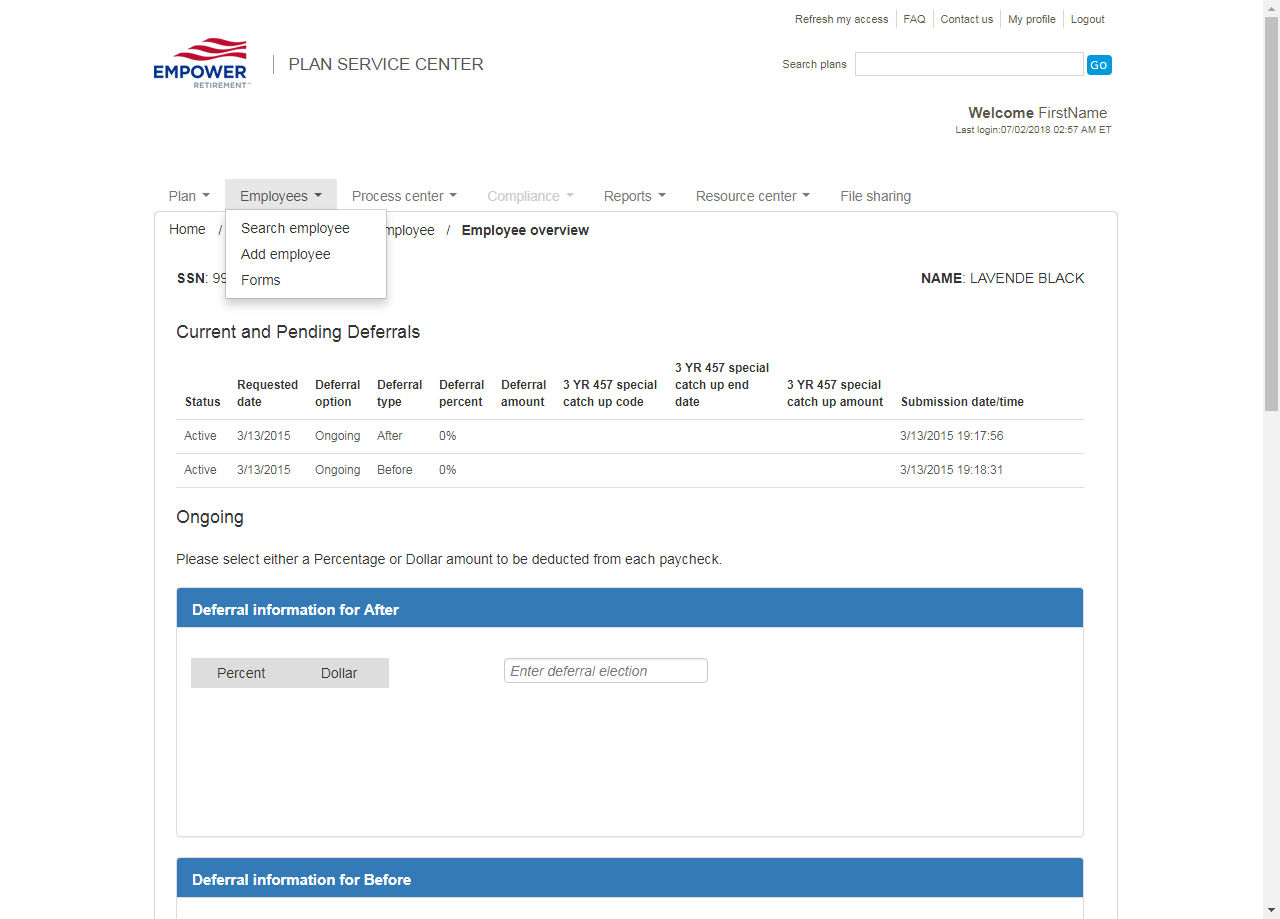 Refresh my access FAQ Contact us My profile Logout
EMPOWER
RETIREMENT™
PLAN SERVICE CENTER
Search plans Go
Welcome FirstName
Last login:07/02/2018 02:57 AM ET
Plan Employees Process center Compliance Reports Resource center File sharing
Home / mployee / Employee overview
Search employee
Add employee
Forms
SSN: 99
NAME: LAVENDE BLACK
Current and Pending Deferrals
Status Requested date Deferral option Deferral type Deferral percent Deferral amount 3 YR 457 special catch up code 3 YR 457 special catch up end date 3 YR 457 special catch up amount Submission date/time
Active 3/13/2015 Ongoing After 0% 3/13/2015 19:17:56
Active 3/13/2015 Ongoing Before 0% 3/13/2015 19:18:31
Ongoing
Please select either a Percentage or Dollar amount to be deducted from each paycheck.
Deferral information for After
Percent Dollar Enter deferral election
Deferral information for Before